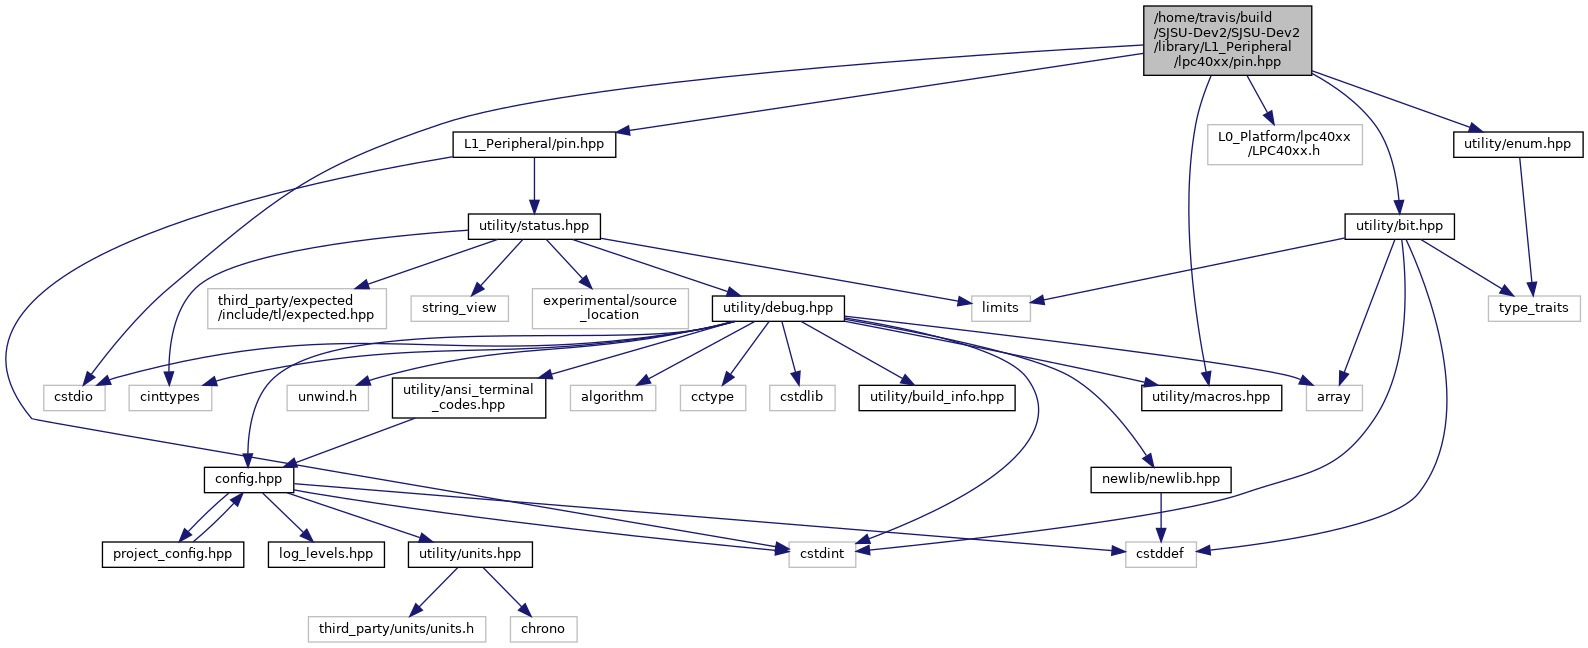 /home/travis/build
/SJSU-Dev2/SJSU-Dev2
/library/L1_Peripheral
/lpc40xx/pin.hpp
L1_Peripheral/pin.hpp
L0_Platform/lpc40xx
/LPC40xx.h
utility/enum.hpp
utility/status.hpp
utility/bit.hpp
third_party/expected
/include/tl/expected.hpp
string_view
experimental/source
_location
utility/debug.hpp
limits
type_traits
cstdio
cinttypes
unwind.h
utility/ansi_terminal
_codes.hpp
algorithm
cctype
cstdlib
utility/build_info.hpp
utility/macros.hpp
array
config.hpp
newlib/newlib.hpp
project_config.hpp
log_levels.hpp
utility/units.hpp
cstdint
cstddef
third_party/units/units.h
chrono